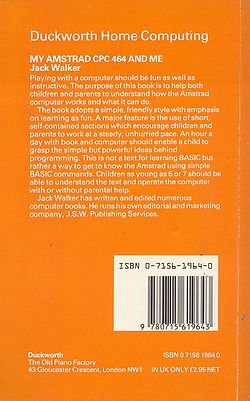 Duckworth Home Computing
MY AMSTRAD CPC 464 AND ME
Jack Walker
Playing with a computer should be fun as well as
instructive. The purpose of this book is to help both
children and parents to understand how the Amstrad
computer works and what it can do.
The book adopts a simple, friendly style with emphasis
on learning as fun. A major feature is the use of short,
self-contained sections which encourage children and
parents to work at a steady, unhurried pace. An hour a
day with book and computer should enable a child to
grasp the simple but powerful ideas behind
programming. This is not a text for learning BASIC but
rather a way to get to know the Amstrad using simple
BASIC commands. Children as young as 6 or 7 should be
able to understand the text and operate the computer
with or without parental help.
Jack Walker has written and edited numerous
computer books. He runs his own editorial and marketing
company, J.S.W. Publishing Services.
ISBN 0-7156-1964-0
9 780715 619643
Duckworth
The Old Piano Factory
43 Gloucester Crescent, London NW1
ISBN 0 7156 1964 0
IN UK ONLY £2.95 NET